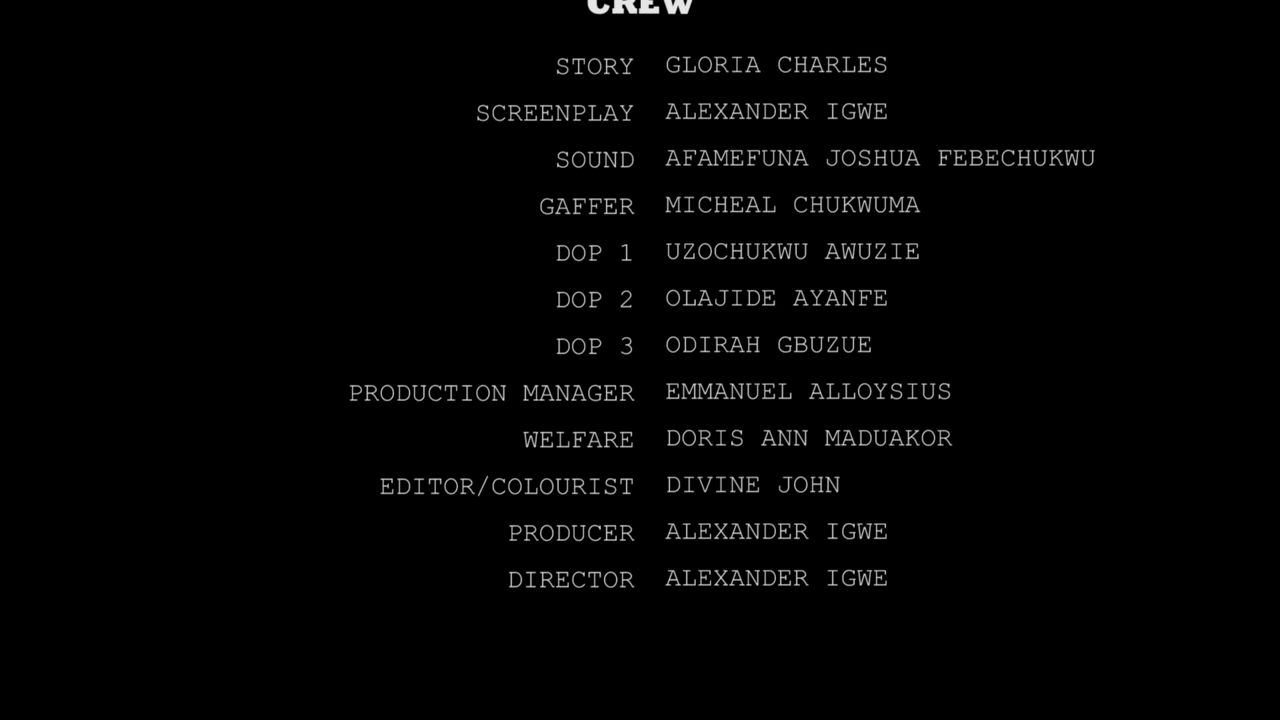 CREW
STORY GLORIA CHARLES
SCREENPLAY ALEXANDER IGWE
SOUND AFAMEFUNA JOSHUA FEBECHUKWU
GAFFER MICHEAL CHUKWUMA
DOP 1 UZOCHUKWU AWUZIE
DOP 2 OLAJIDE AYANFE
DOP 3 ODIRAH GBUZUE
PRODUCTION MANAGER EMMANUEL ALLOYSIUS
WELFARE DORIS ANN MADUAKOR
EDITOR/COLOURIST DIVINE JOHN
PRODUCER ALEXANDER IGWE
DIRECTOR ALEXANDER IGWE